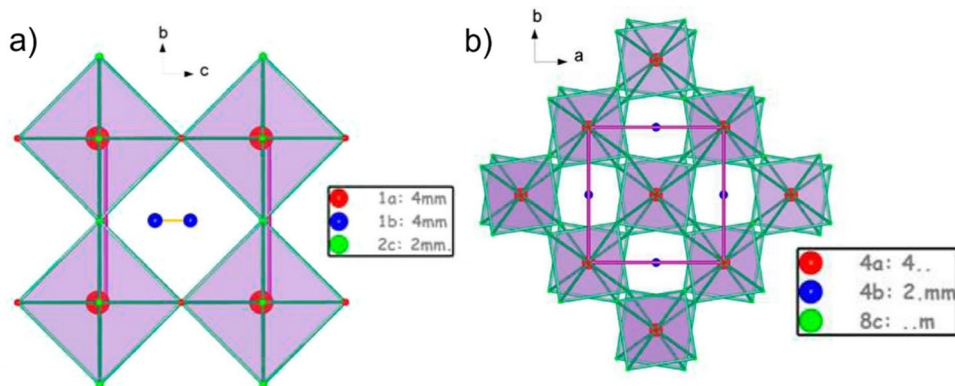 a)
b
c
1a: 4mm
1b: 4mm
2c: 2mm.
b)
b
a
4a: 4..
4b: 2.mm
8c: ..m